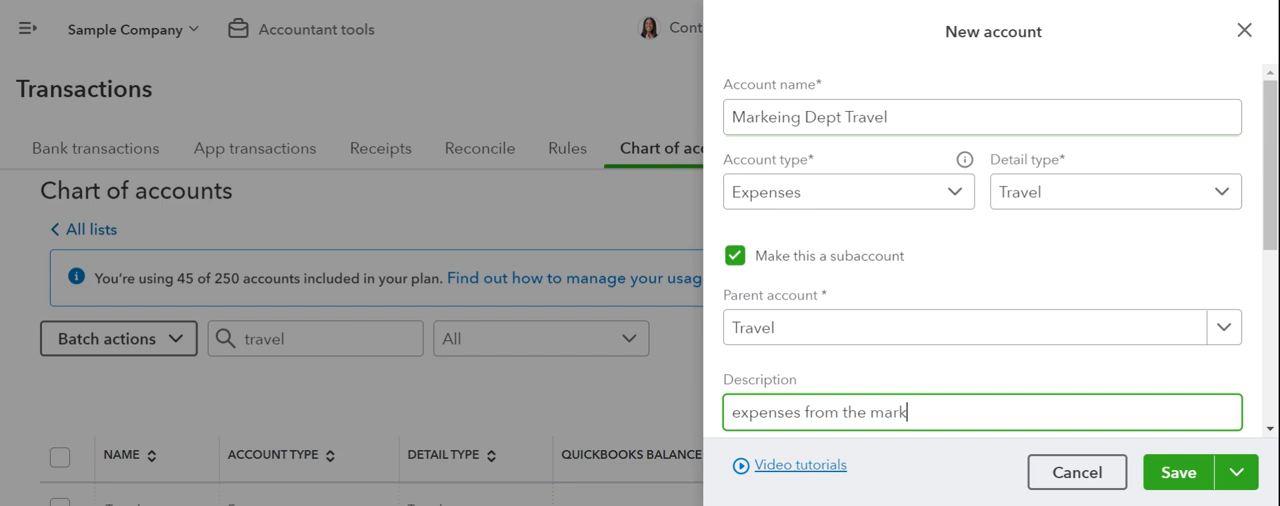 Sample Company
Accountant tools
Cont
Transactions
Bank transactions
App transactions
Receipts
Reconcile
Rules
Chart of acc
Chart of accounts
All lists
You're using 45 of 250 accounts included in your plan. Find out how to manage your usag
Batch actions
travel
All
NAME
ACCOUNT TYPE
DETAIL TYPE
QUICKBOOKS BALANCE
New account
Account name*
Markeing Dept Travel
Account type*
Detail type*
Expenses
Travel
Make this a subaccount
Parent account *
Travel
Description
expenses from the mark
Video tutorials
Cancel
Save